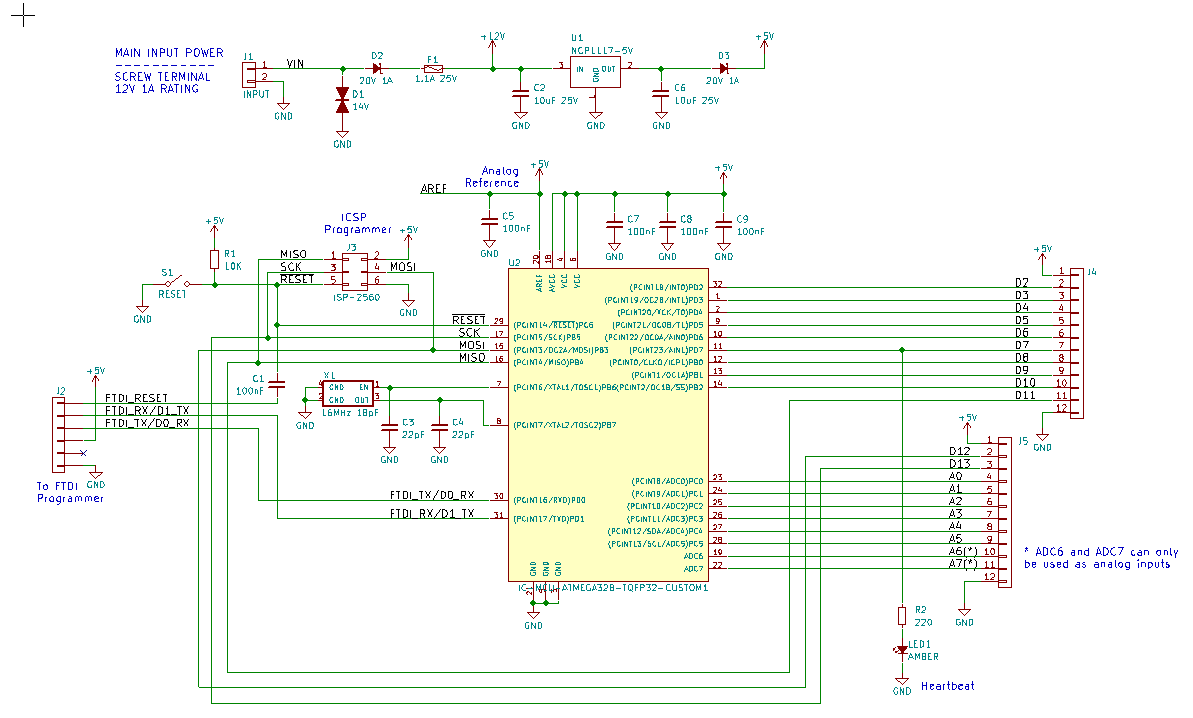 MAIN INPUT POWER
SCREW TERMINAL
12V 1A RATING
J1
1
2
INPUT
VIN
GND
D1
14V
GND
D2
20V 1A
F1
1.1A 25V
+12V
C2
10uF 25V
GND
U1
NCP1117-5V
3
IN
OUT
2
GND
1
GND
C6
10uF 25V
GND
D3
20V 1A
+5V
Analog
Reference
+5V
AREF
C5
100nF
GND
+5V
C7
100nF
GND
C8
100nF
GND
C9
100nF
GND
ICSP
Programmer
+5V
R1
10K
S1
RESET
GND
MISO
SCK
RESET
J3
1
2
3
4
5
6
ISP-2560
+5V
MOSI
GND
U2
20
18
4
6
AREF
AVCC
VCC
VCC
RESET
29
(PCINT14/RESET)PC6
SCK
17
(PCINT5/SCK)PB5
MOSI
15
(PCINT3/OC2A/MOSI)PB3
MISO
16
(PCINT4/MISO)PB4
7
(PCINT6/XTAL1/TOSC1)PB6
8
(PCINT7/XTAL2/TOSC2)PB7
FTDI_TX/D0_RX
30
(PCINT16/RXD)PD0
FTDI_RX/D1_TX
31
(PCINT17/TXD)PD1
(PCINT18/INT0)PD2
32
(PCINT19/OC2B/INT1)PD3
1
(PCINT20/XCK/T0)PD4
2
(PCINT21/OC0B/T1)PD5
9
(PCINT22/OC0A/AIN0)PD6
10
(PCINT23/AIN1)PD7
11
(PCINT0/CLKO/ICP1)PB0
12
(PCINT1/OC1A)PB1
13
(PCINT2/OC1B/SS)PB2
14
(PCINT8/ADC0)PC0
23
(PCINT9/ADC1)PC1
24
(PCINT10/ADC2)PC2
25
(PCINT11/ADC3)PC3
26
(PCINT12/SDA/ADC4)PC4
27
(PCINT13/SCL/ADC5)PC5
28
ADC6
19
ADC7
22
GND
GND
GND
GND
C1
100nF
X1
4
GND
EN
1
2
GND
OUT
3
16MHz 18pF
GND
C3
22pF
GND
C4
22pF
GND
J2
+5V
FTDI_RESET
FTDI_RX/D1_TX
FTDI_TX/D0_RX
GND
To FTDI
Programmer
+5V
J4
1
D2
2
D3
3
D4
4
D5
5
D6
6
D7
7
D8
8
D9
9
D10
10
D11
11
12
GND
+5V
J5
1
D12
2
D13
3
A0
4
A1
5
A2
6
A3
7
A4
8
A5
9
A6(*)
10
A7(*)
11
12
GND
* ADC6 and ADC7 can only
be used as analog inputs
R2
220
LED1
AMBER
GND
Heartbeat